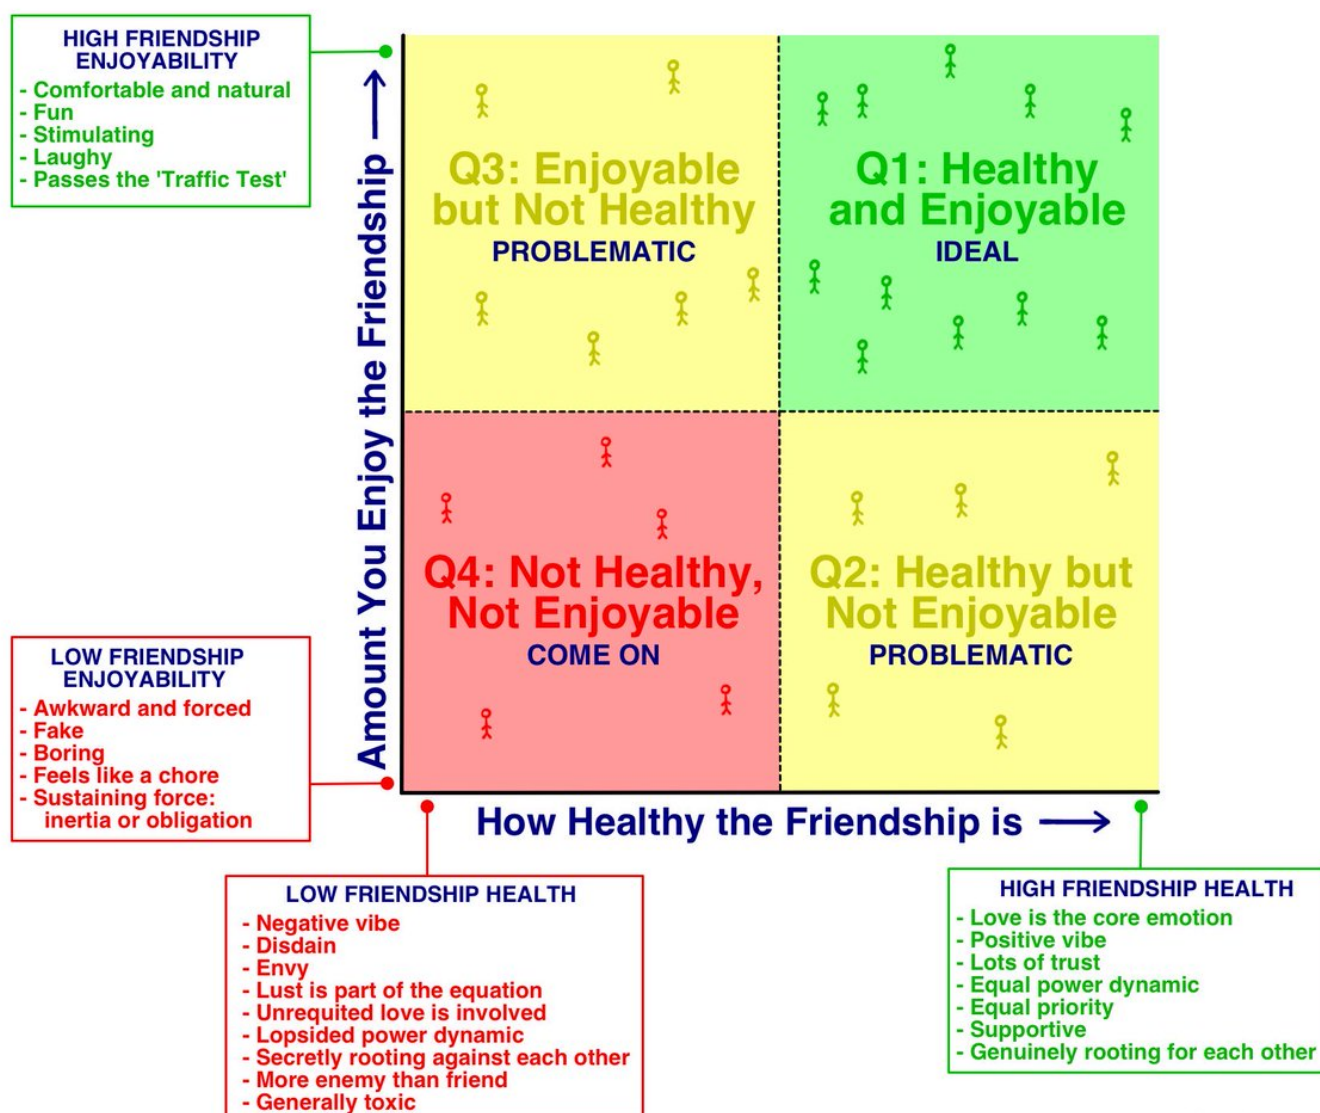 HIGH FRIENDSHIP
ENJOYABILITY
- Comfortable and natural
- Fun
- Stimulating
- Laughy
- Passes the 'Traffic Test'
Amount You Enjoy the Friendship
Q3: Enjoyable
but Not Healthy
PROBLEMATIC
Q1: Healthy
and Enjoyable
IDEAL
Q4: Not Healthy,
Not Enjoyable
COME ON
Q2: Healthy but
Not Enjoyable
PROBLEMATIC
LOW FRIENDSHIP
ENJOYABILITY
- Awkward and forced
- Fake
- Boring
- Feels like a chore
- Sustaining force:
inertia or obligation
How Healthy the Friendship is
LOW FRIENDSHIP HEALTH
- Negative vibe
- Disdain
- Envy
- Lust is part of the equation
- Unrequited love is involved
- Lopsided power dynamic
- Secretly rooting against each other
- More enemy than friend
- Generally toxic
HIGH FRIENDSHIP HEALTH
- Love is the core emotion
- Positive vibe
- Lots of trust
- Equal power dynamic
- Equal priority
- Supportive
- Genuinely rooting for each other